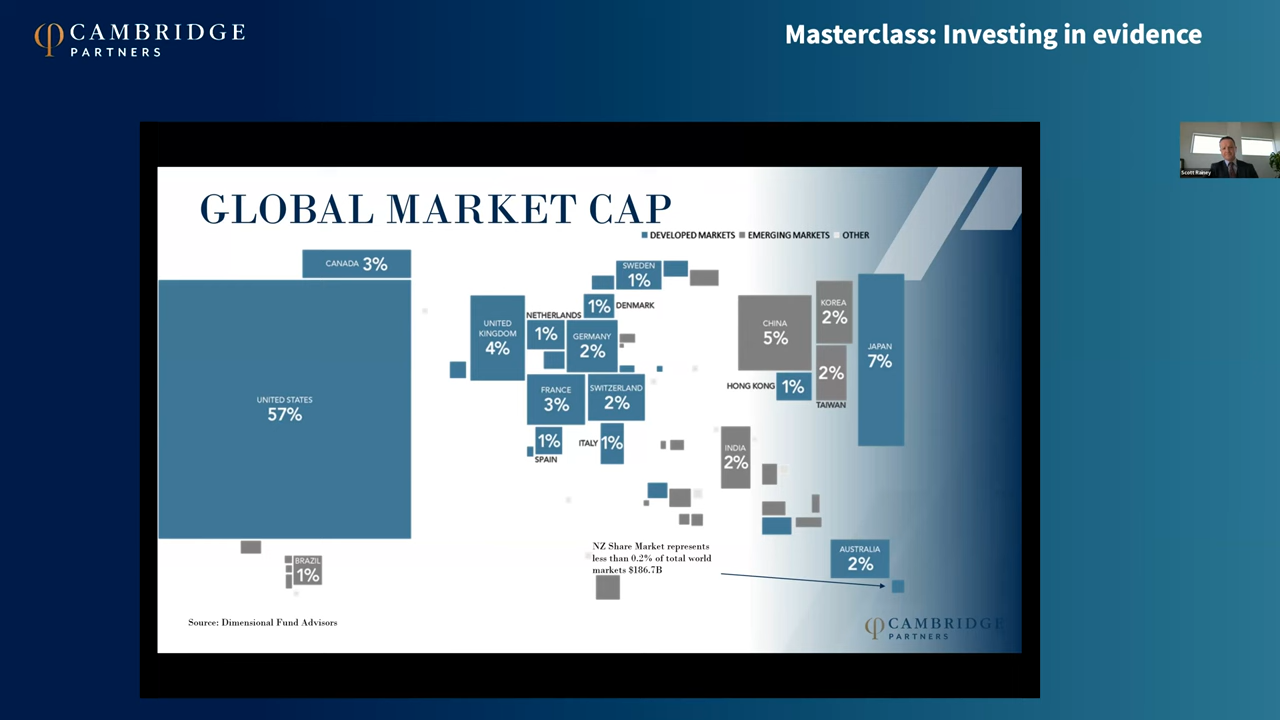 CAMBRIDGE
PARTNERS
Masterclass: Investing in evidence
Scott Rainey
GLOBAL MARKET CAP
DEVELOPED MARKETS EMERGING MARKETS OTHER
CANADA 3%
UNITED STATES
57%
BRAZIL
1%
UNITED
KINGDOM
4%
SWEDEN
1%
1% DENMARK
NETHERLANDS
1%
GERMANY
2%
FRANCE
3%
SWITZERLAND
2%
1%
SPAIN
ITALY 1%
CHINA
5%
KOREA
2%
JAPAN
7%
HONG KONG 1%
2%
TAIWAN
INDIA
2%
AUSTRALIA
2%
NZ Share Market represents
less than 0.2% of total world
markets $186.7B
Source: Dimensional Fund Advisors
CAMBRIDGE
PARTNERS